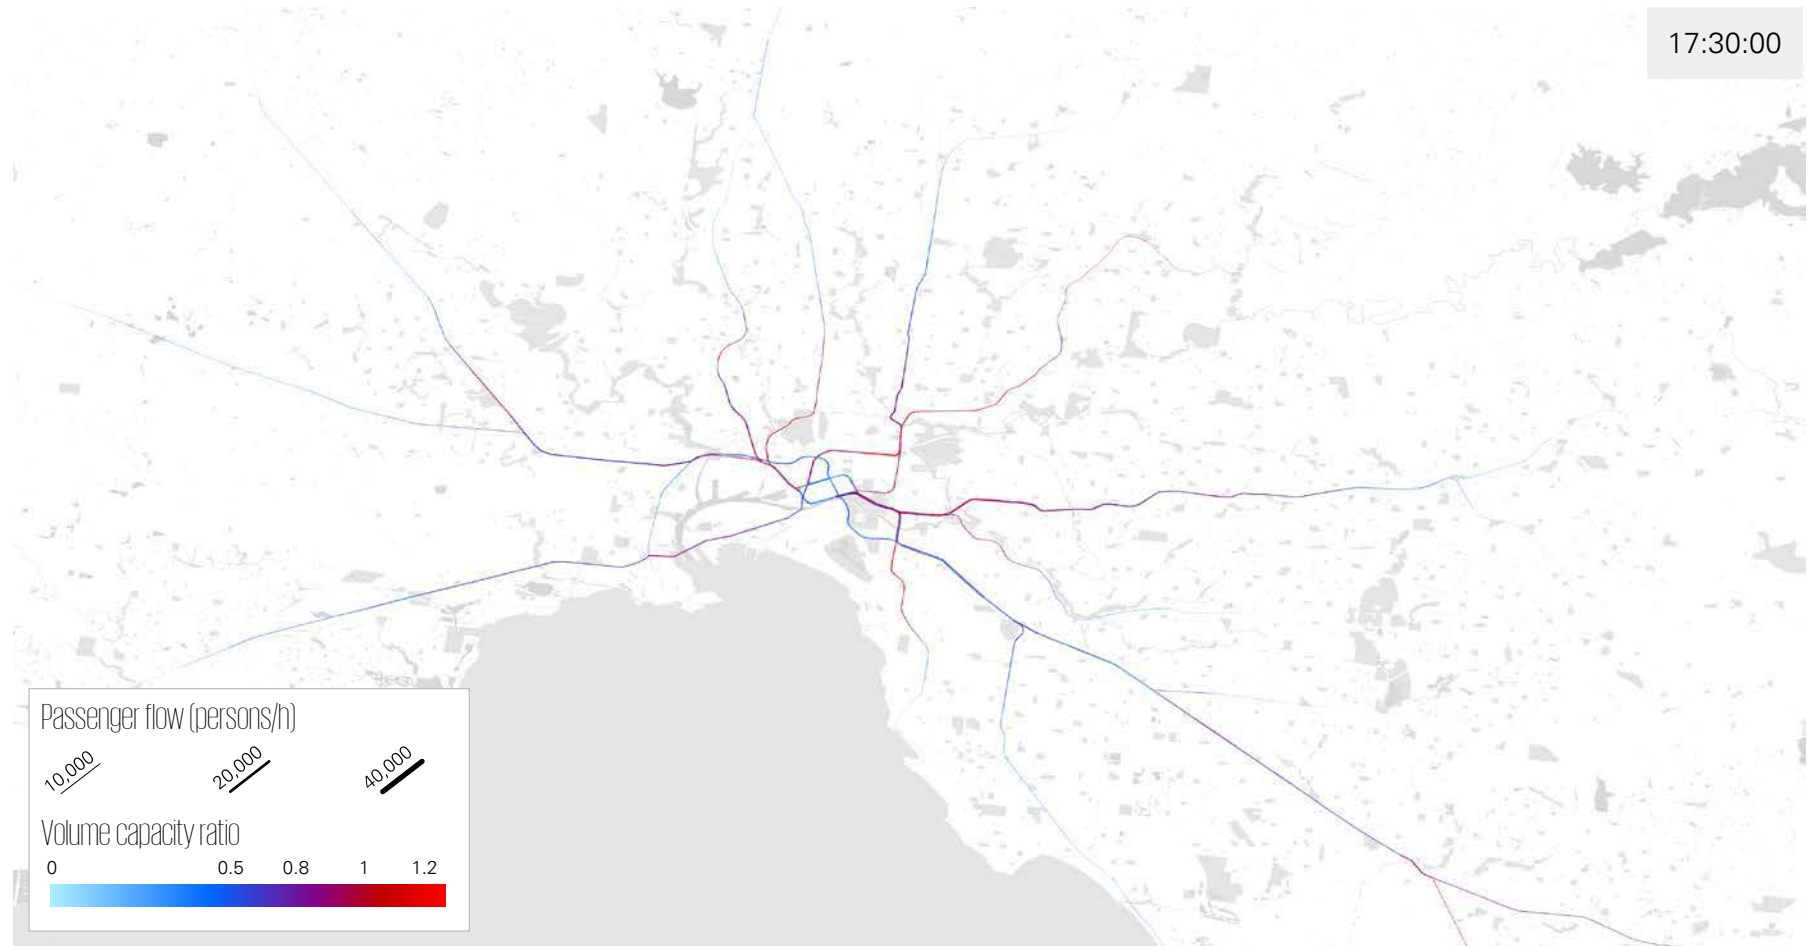 17:30:00
Passenger flow (persons/h)
10,000 20,000 40,000
Volume capacity ratio
0 0.5 0.8 1 1.2